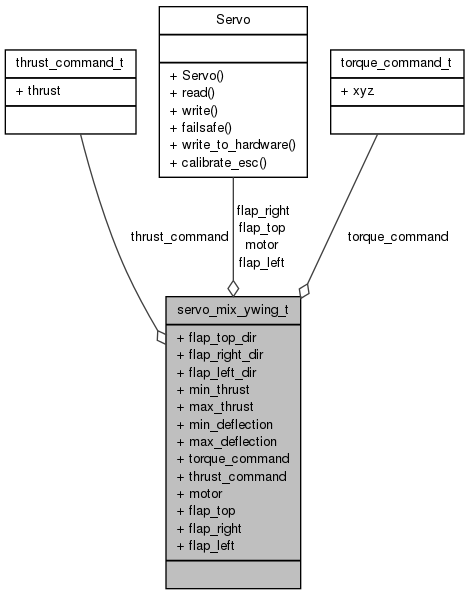 Servo
+ Servo()
+ read()
+ write()
+ failsafe()
+ write_to_hardware()
+ calibrate_esc()
thrust_command_t
+ thrust
torque_command_t
+ xyz
thrust_command
flap_right
flap_top
motor
flap_left
torque_command
servo_mix_ywing_t
+ flap_top_dir
+ flap_right_dir
+ flap_left_dir
+ min_thrust
+ max_thrust
+ min_deflection
+ max_deflection
+ torque_command
+ thrust_command
+ motor
+ flap_top
+ flap_right
+ flap_left